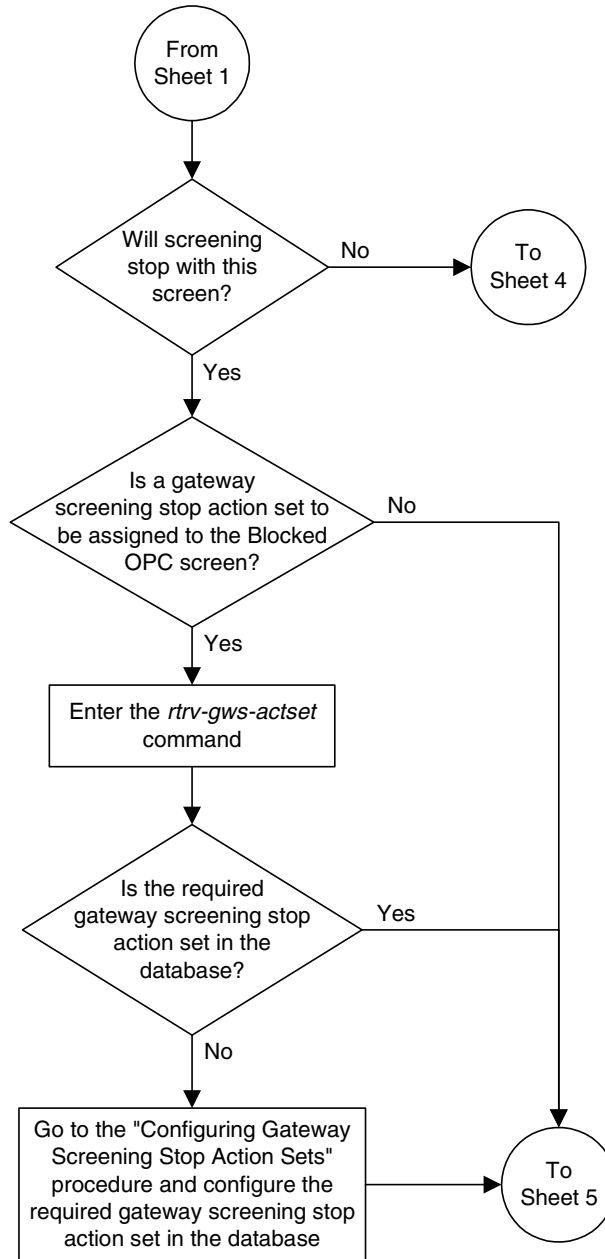 From
Sheet 1
Will screening
stop with this
screen?
No
To
Sheet 4
Yes
Is a gateway
screening stop action set to
be assigned to the Blocked
OPC screen?
No
Yes
Enter the rtrv-gws-actset
command
Is the required
gateway screening stop
action set in the
database?
Yes
No
Go to the "Configuring Gateway
Screening Stop Action Sets"
procedure and configure the
required gateway screening stop
action set in the database
To
Sheet 5